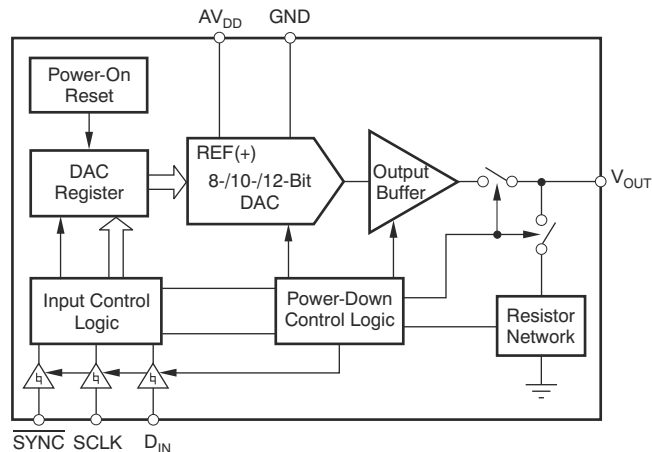 AVDD GND
Power-On
Reset
DAC
Register
REF(+)
8-/10-/12-Bit
DAC
Output
Buffer
VOUT
Input Control
Logic
Power-Down
Control Logic
Resistor
Network
SYNC SCLK DIN